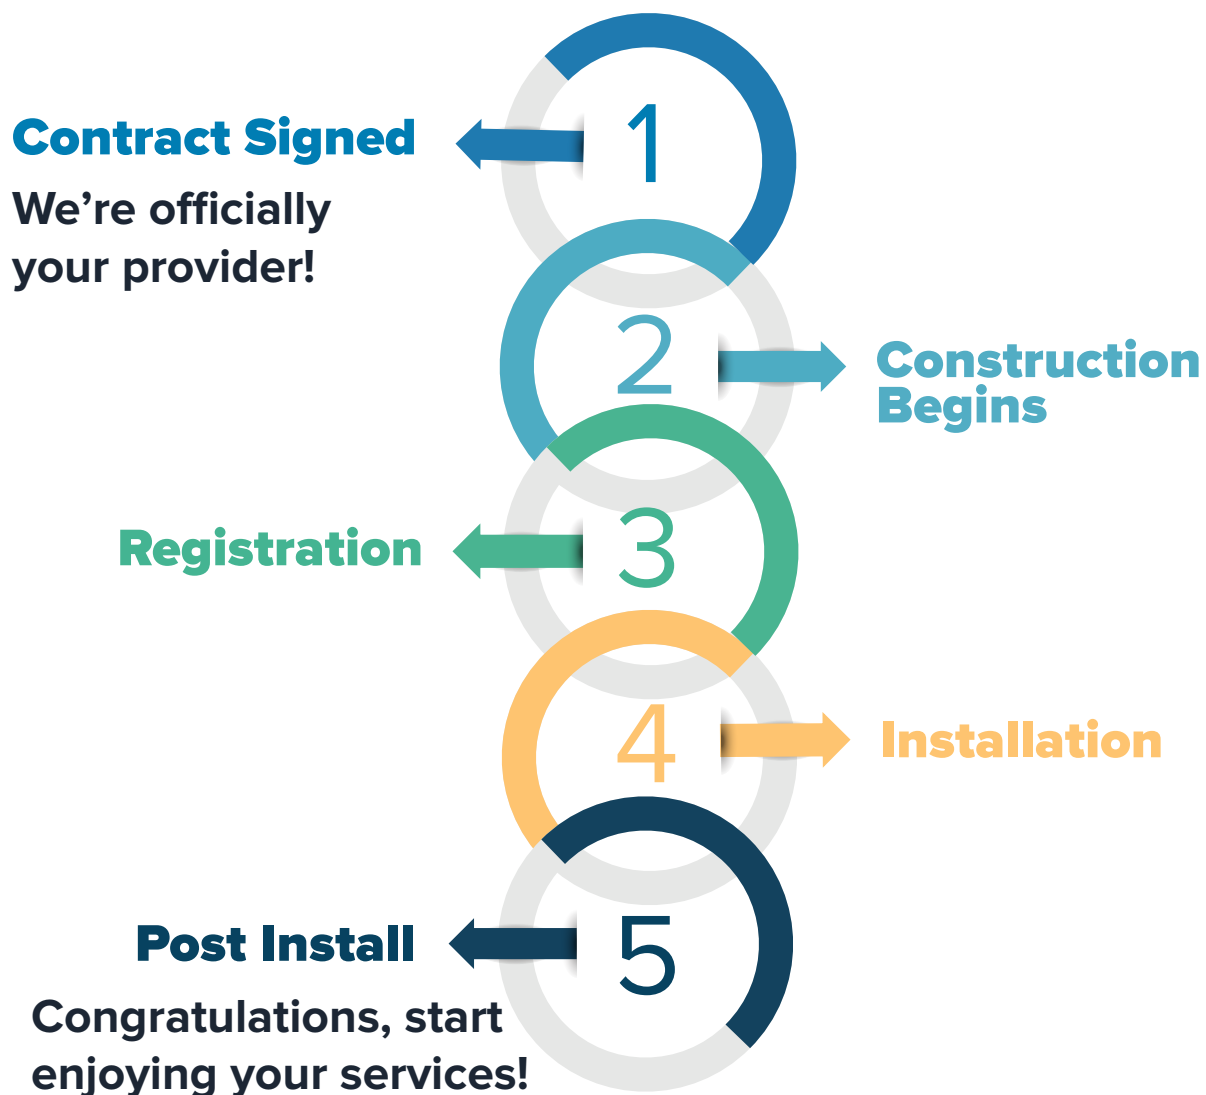 1
Contract Signed
We're officially
your provider!
2
Construction
Begins
3
Registration
4
Installation
5
Post Install
Congratulations, start
enjoying your services!